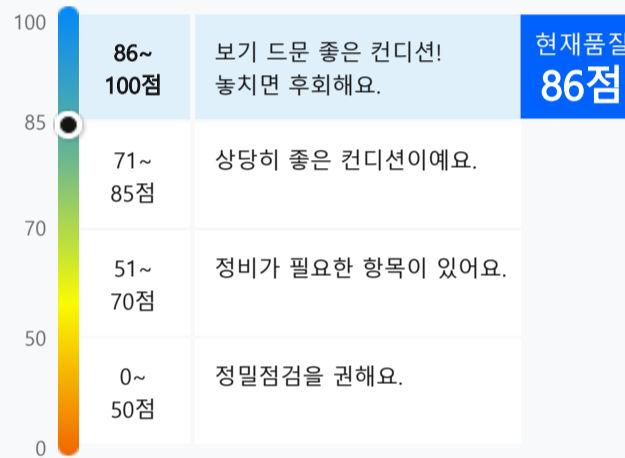 100
86~
100점
보기 드문 좋은 컨디션!
놓치면 후회해요.
현재품질
86점
85
71~
85점
상당히 좋은 컨디션이예요.
70
51~
70점
정비가 필요한 항목이 있어요.
50
0~
50점
정밀점검을 권해요.
0